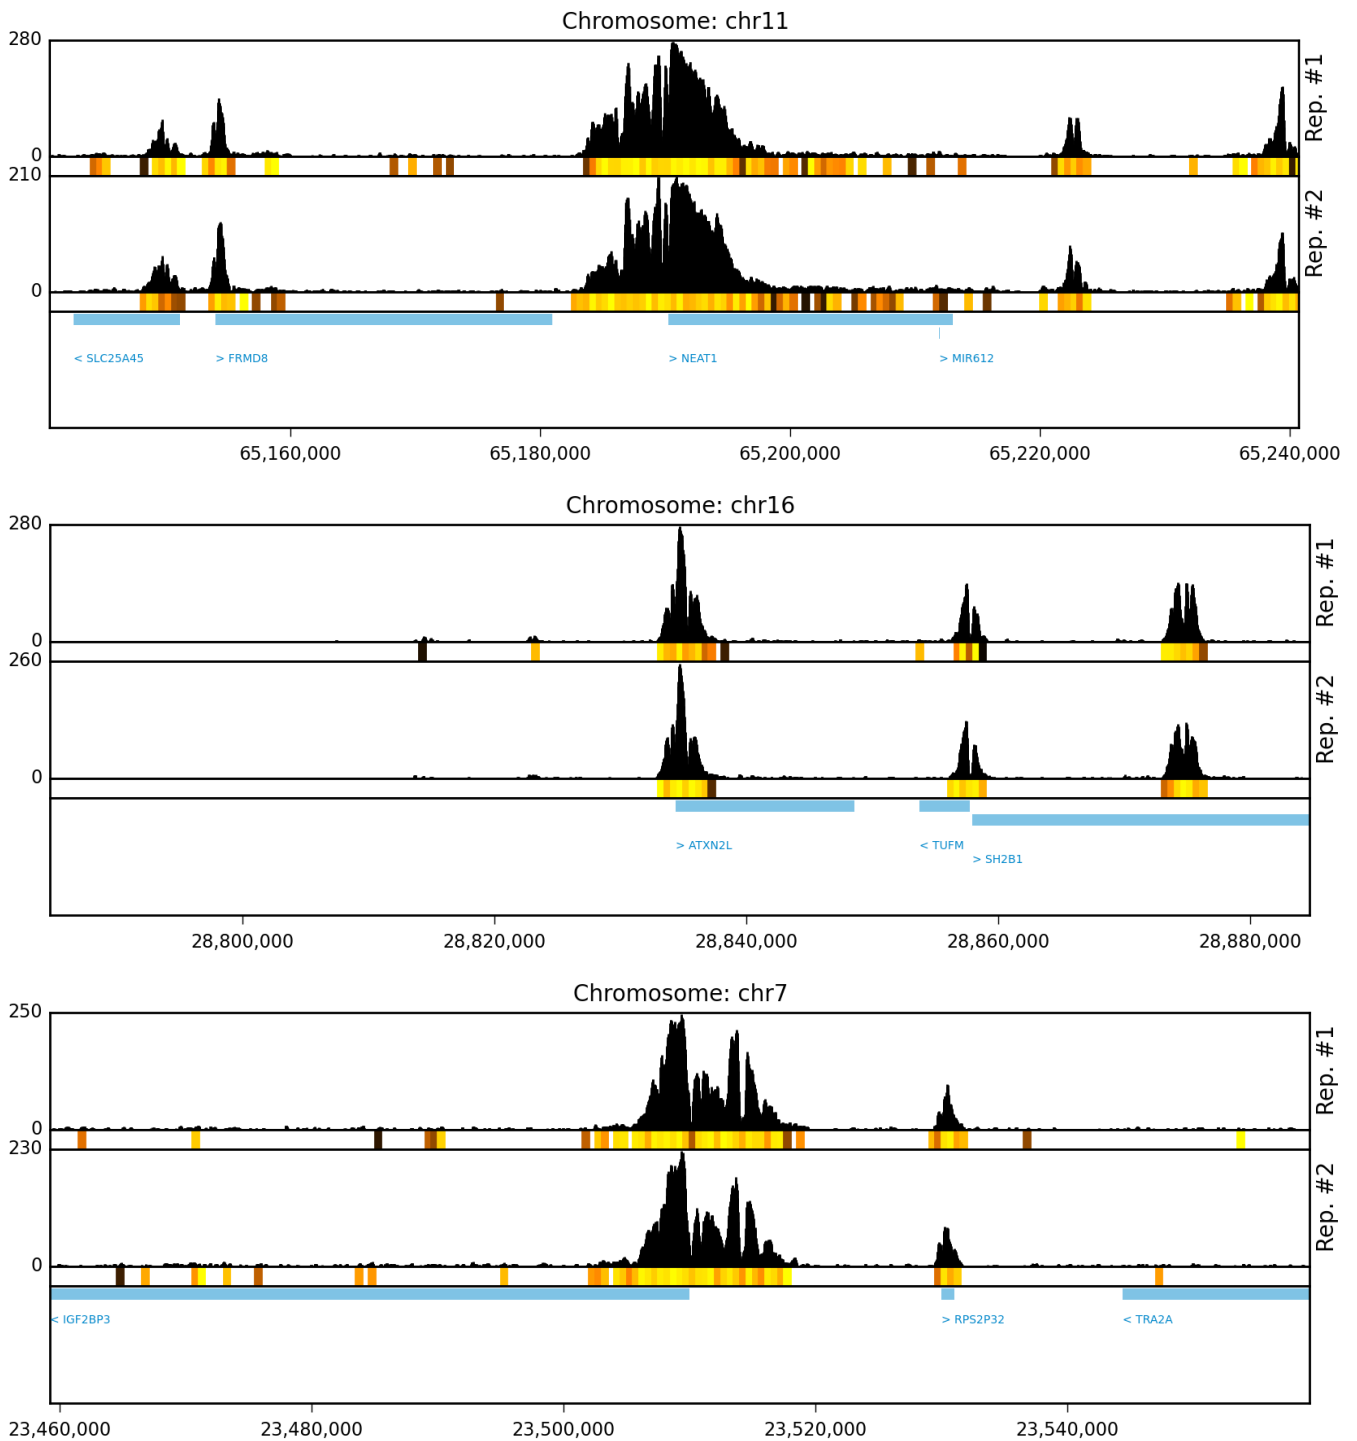 Chromosome: chr11
280
0
Rep. #1
210
0
Rep. #2
< SLC25A45
> FRMD8
> NEAT1
> MIR612
65,160,000
65,180,000
65,200,000
65,220,000
65,240,000
Chromosome: chr16
280
0
Rep. #1
260
0
Rep. #2
> ATXN2L
< TUFM
> SH2B1
28,800,000
28,820,000
28,840,000
28,860,000
28,880,000
Chromosome: chr7
250
0
Rep. #1
230
0
Rep. #2
< IGF2BP3
> RPS2P32
< TRA2A
23,460,000
23,480,000
23,500,000
23,520,000
23,540,000